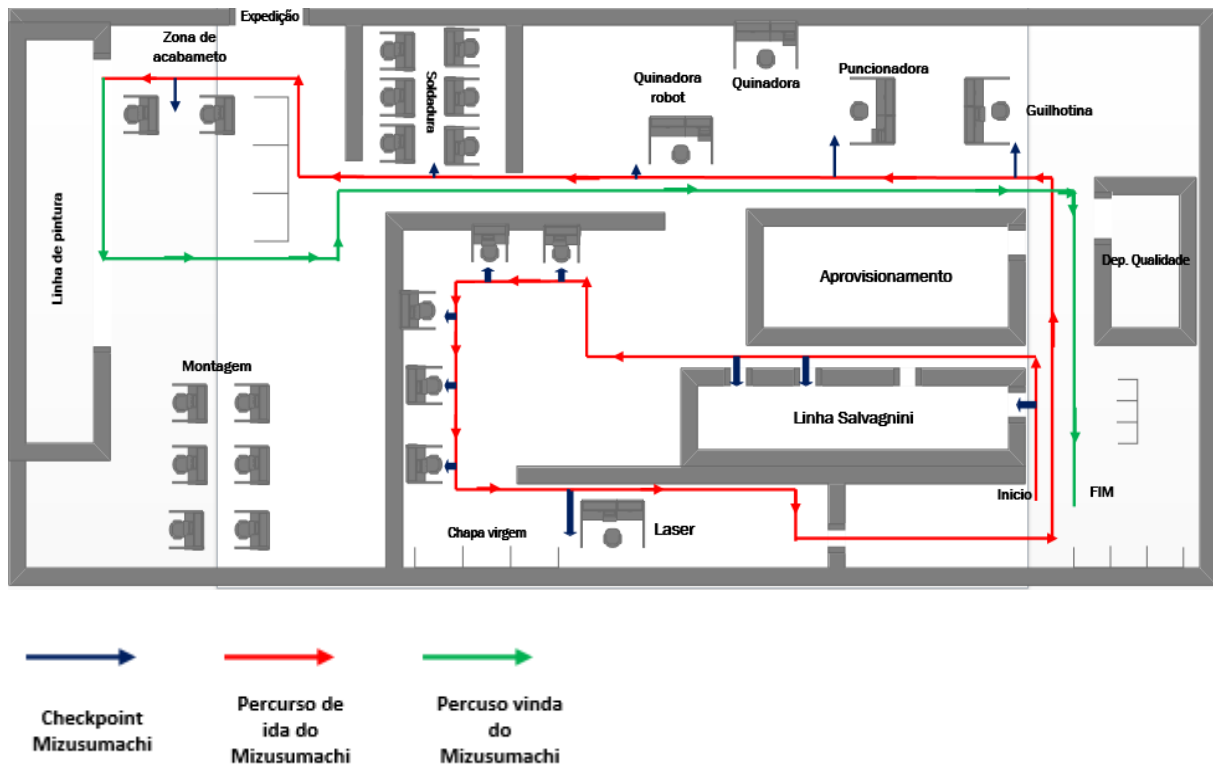 Expedição
Zona de
acabameto
Soldadura
Quinadora
robot
Quinadora
Puncionadora
Guilhotina
Linha de pintura
Aprovisionamento
Dep. Qualidade
Montagem
Linha Salvagnini
Inicio
FIM
Chapa virgem
Laser
Checkpoint
Mizusumachi
Percurso de
ida do
Mizusumachi
Percuso vinda
do
Mizusumachi